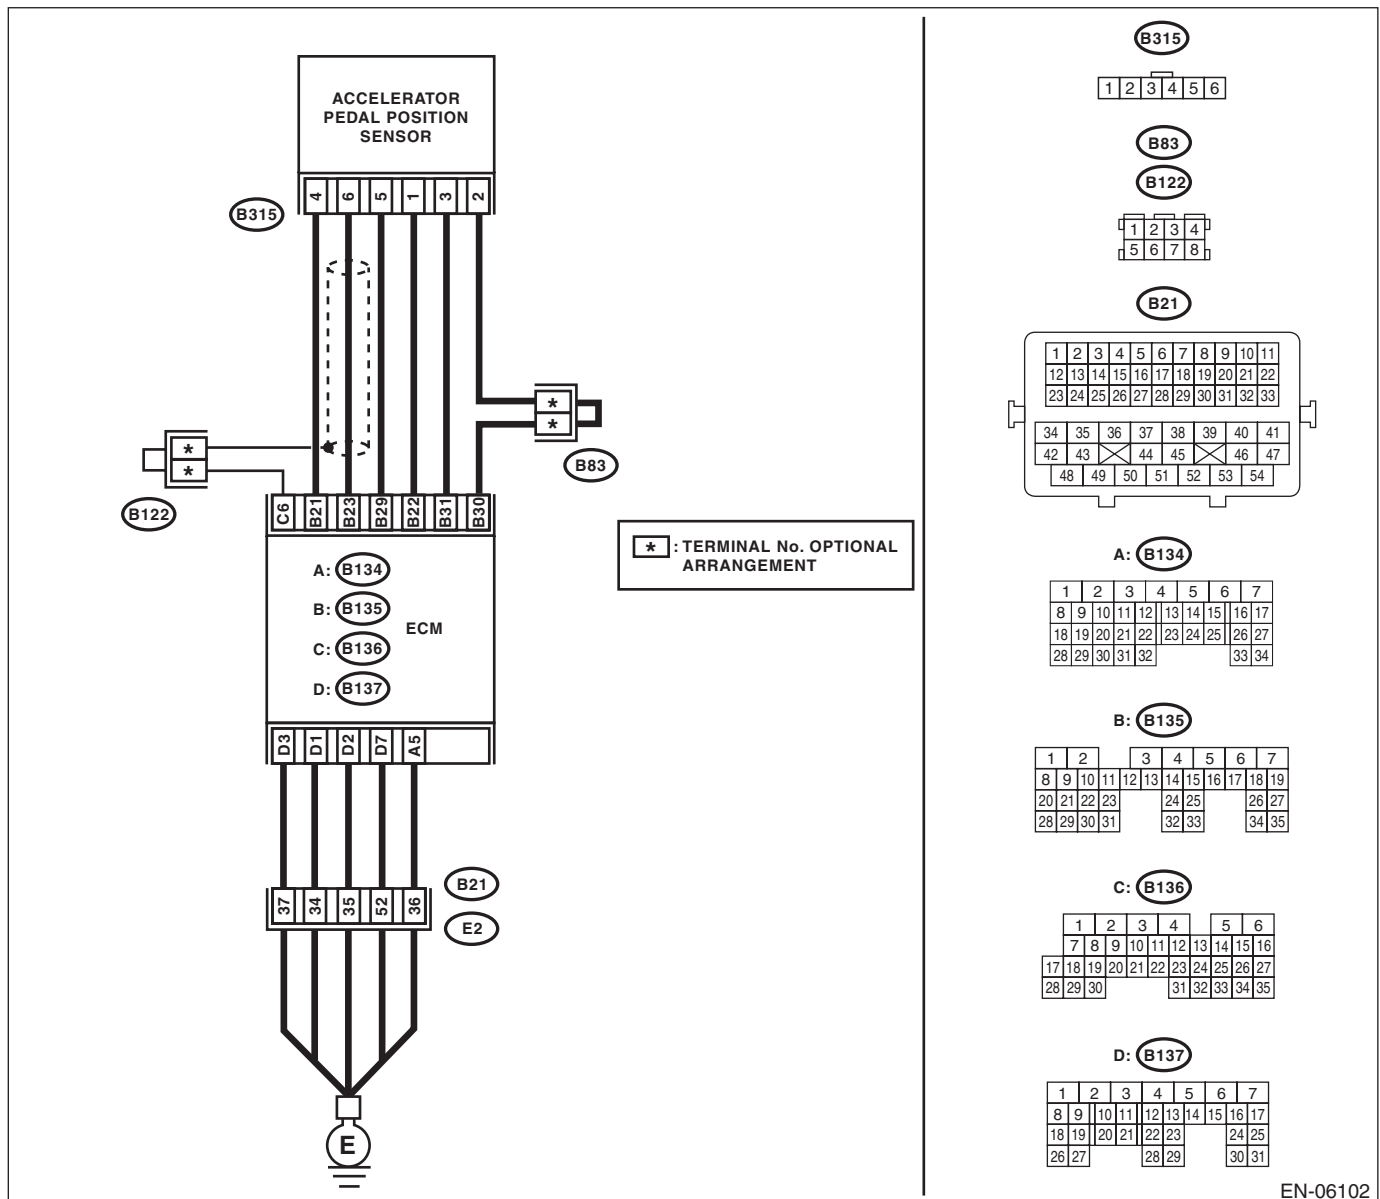 ACCELERATOR
PEDAL POSITION
SENSOR
4 6 5 1 3 2
B315
*
*
B83
*
*
B122
C6 B21 B23 B29 B22 B31 B30
A: B134
B: B135
ECM
C: B136
D: B137
* : TERMINAL No. OPTIONAL
ARRANGEMENT
D3 D1 D2 D7 A5
B21
37 34 35 52 36
E2
E
B315
1 2 3 4 5 6
B83
B122
1 2 3 4
5 6 7 8
B21
1 2 3 4 5 6 7 8 9 10 11
12 13 14 15 16 17 18 19 20 21 22
23 24 25 26 27 28 29 30 31 32 33
34 35 36 37 38 39 40 41
42 43 44 45 46 47
48 49 50 51 52 53 54
A: B134
1 2 3 4 5 6 7
8 9 10 11 12 13 14 15 16 17
18 19 20 21 22 23 24 25 26 27
28 29 30 31 32 33 34
B: B135
1 2 3 4 5 6 7
8 9 10 11 12 13 14 15 16 17 18 19
20 21 22 23 24 25 26 27
28 29 30 31 32 33 34 35
C: B136
1 2 3 4 5 6
7 8 9 10 11 12 13 14 15 16
17 18 19 20 21 22 23 24 25 26 27
28 29 30 31 32 33 34 35
D: B137
1 2 3 4 5 6 7
8 9 10 11 12 13 14 15 16 17
18 19 20 21 22 23 24 25
26 27 28 29 30 31
EN-06102